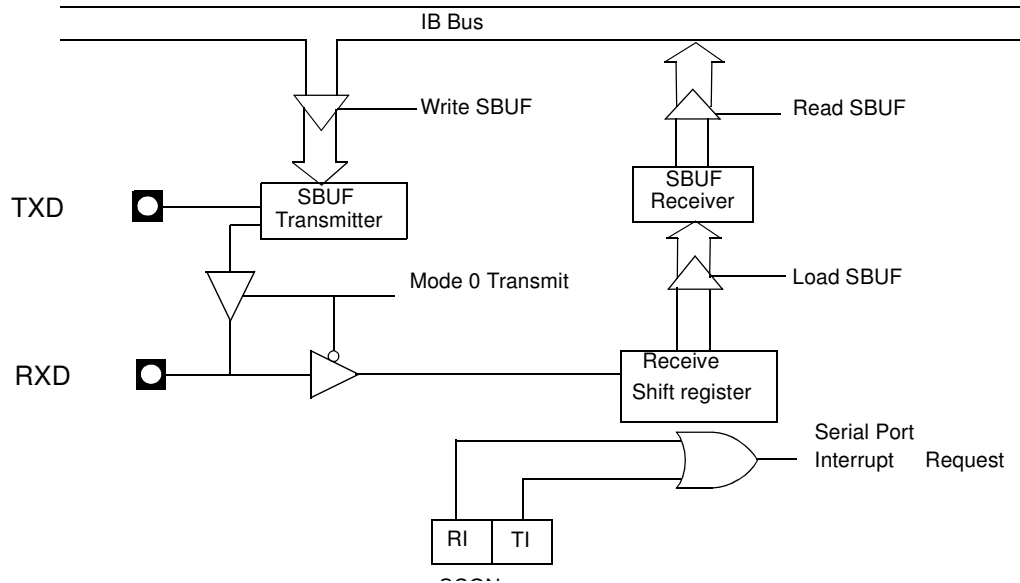 IB Bus
Write SBUF
Read SBUF
SBUF
Transmitter
SBUF
Receiver
TXD
Mode 0 Transmit
Load SBUF
RXD
Receive
Shift register
Serial Port
Interrupt Request
RI
TI